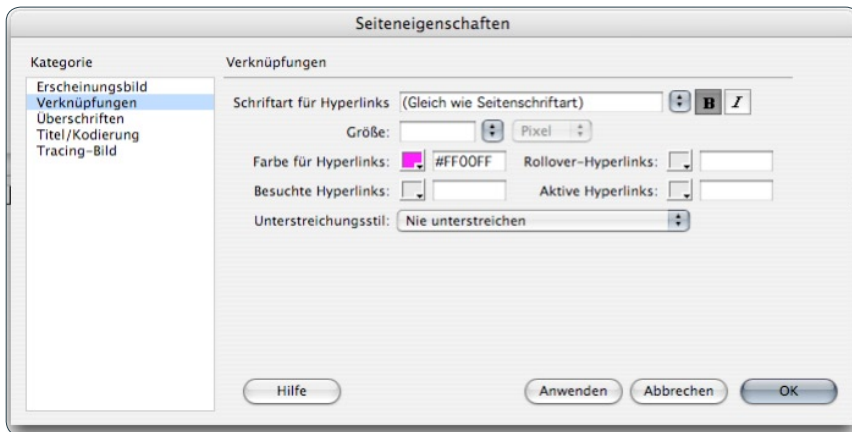 Seiteneigenschaften
Kategorie
Erscheinungsbild
Verknüpfungen
Überschriften
Titel/Kodierung
Tracing-Bild
Verknüpfungen
Schriftart für Hyperlinks (Gleich wie Seitenschriftart) B I
Größe: Pixel
Farbe für Hyperlinks: #FF00FF Rollover-Hyperlinks:
Besuchte Hyperlinks: Aktive Hyperlinks:
Unterstreichungsstil: Nie unterstreichen
Hilfe Anwenden Abbrechen OK